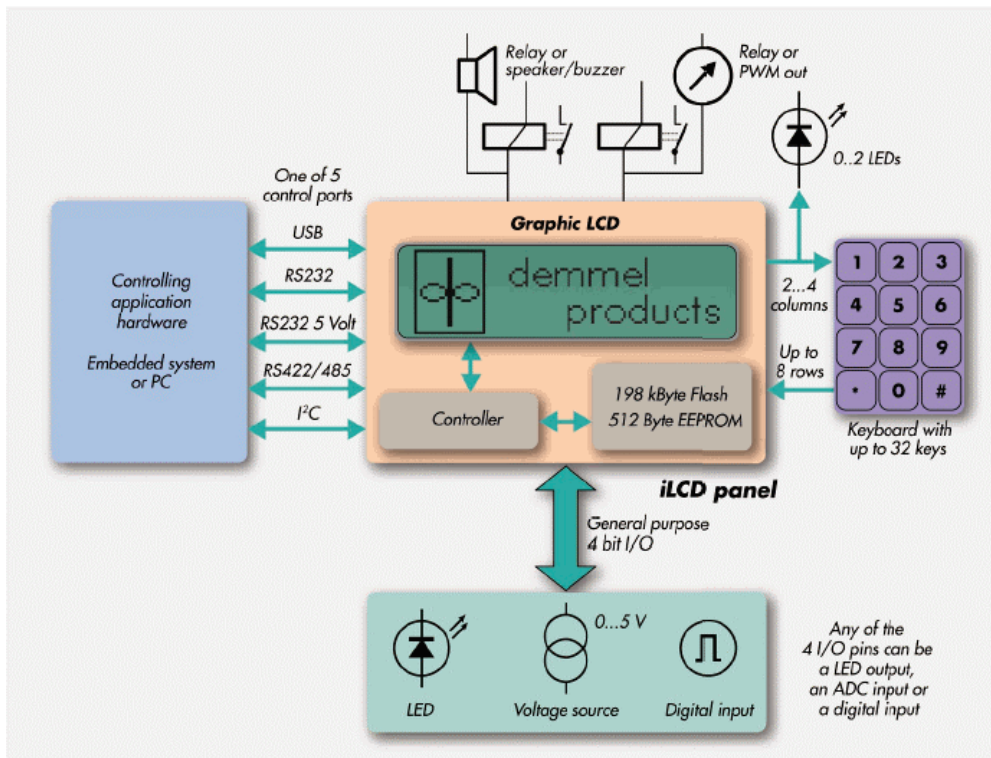 Relay or
speaker/buzzer
Relay or
PWM out
0..2 LEDs
One of 5
control ports
USB
RS232
RS232 5 Volt
RS422/485
I²C
Controlling
application
hardware
Embedded system
or PC
Graphic LCD
demmel
products
Controller
198 kByte Flash
512 Byte EEPROM
iLCD panel
2...4
columns
Up to
8 rows
1 2 3
4 5 6
7 8 9
* 0 #
Keyboard with
up to 32 keys
General purpose
4 bit I/O
0...5 V
LED
Voltage source
Digital input
Any of the
4 I/O pins can be
a LED output,
an ADC input or
a digital input